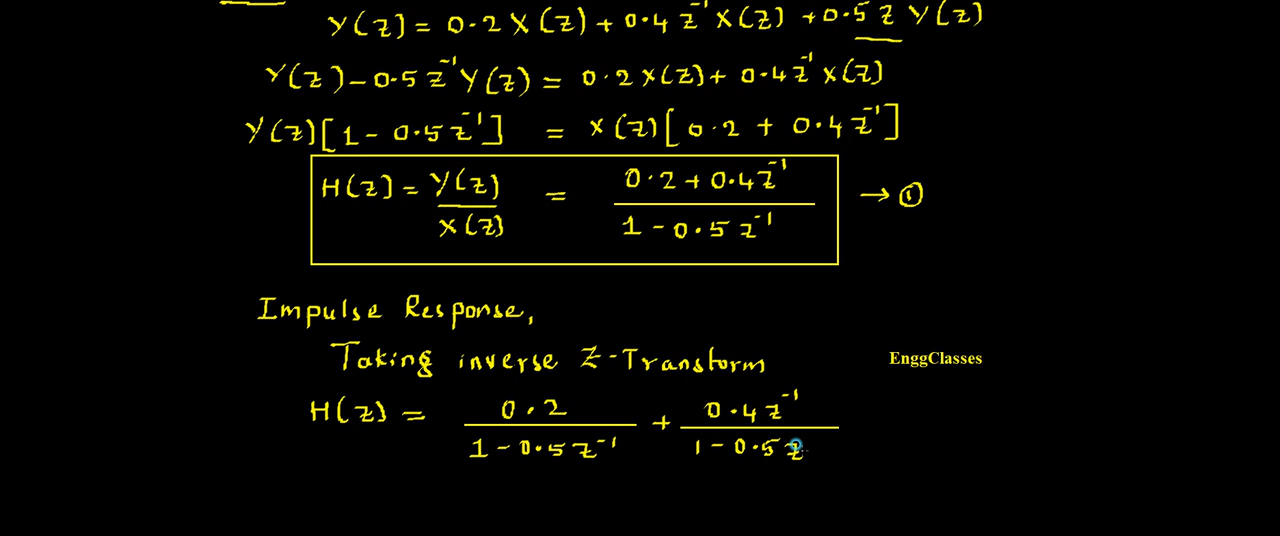 Y(z) = 0.2 X(z) + 0.4 z⁻¹ X(z) + 0.5 z Y(z)
Y(z) - 0.5 z⁻¹ Y(z) = 0.2 X(z) + 0.4 z⁻¹ X(z)
Y(z)[1 - 0.5 z⁻¹] = X(z)[0.2 + 0.4 z⁻¹]
H(z) = Y(z)/X(z) = (0.2 + 0.4 z⁻¹)/(1 - 0.5 z⁻¹) → ①
Impulse Response,
Taking inverse Z-Transform
EnggClasses
H(z) = 0.2/(1 - 0.5 z⁻¹) + 0.4 z⁻¹/(1 - 0.5 z